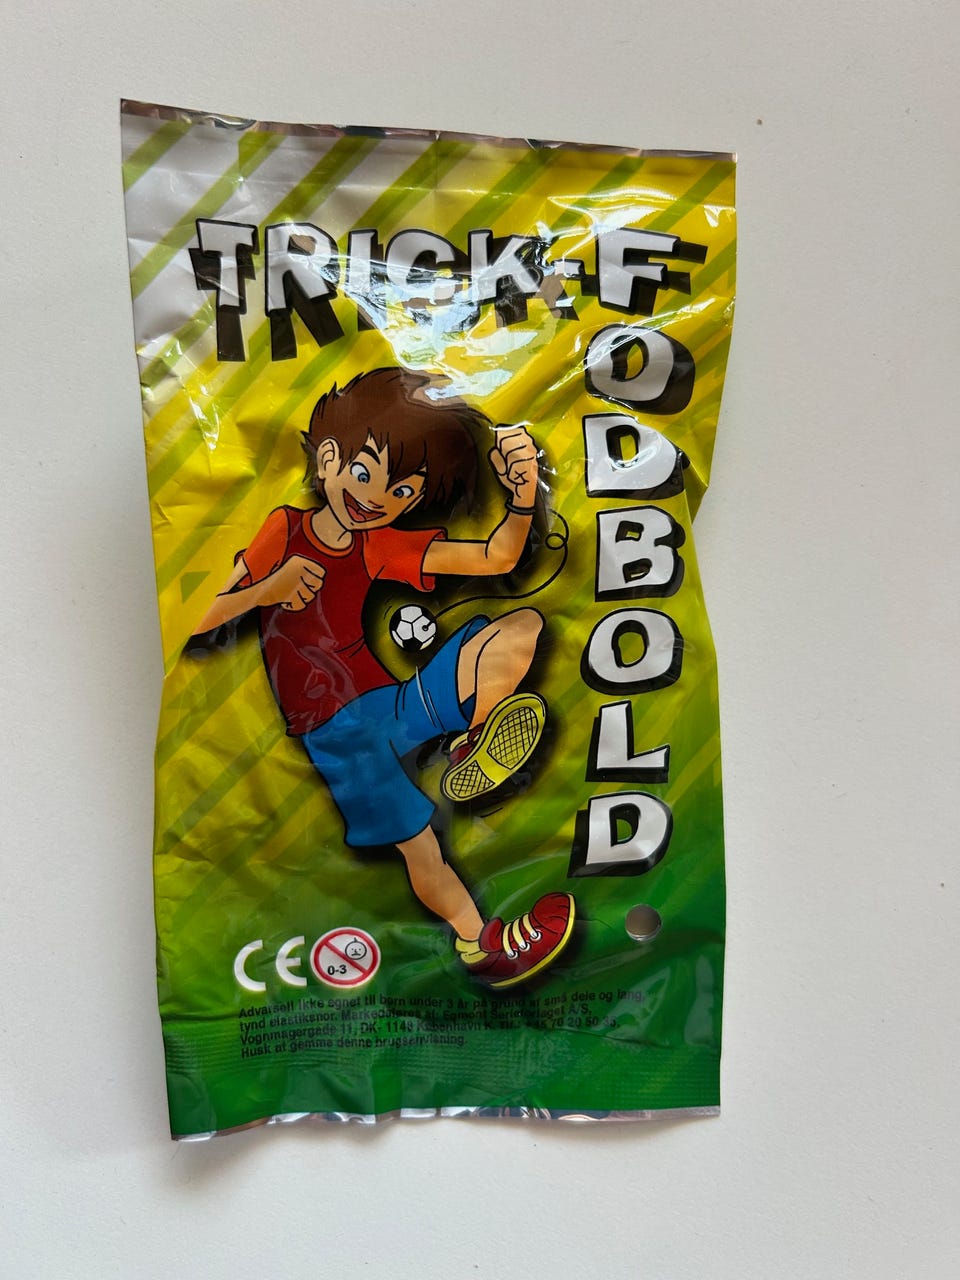 TRICK-FODBOLD
CE
0-3
Advarsel! Ikke egnet til børn under 3 år på grund af små dele og lang,
tynd elastiksnor. Markedsføres af: Egmont Serieforlaget A/S,
Vognmagergade 11, DK- 1148 København K. Tlf.: +45 70 20 50 35.
Husk at gemme denne brugsanvisning.